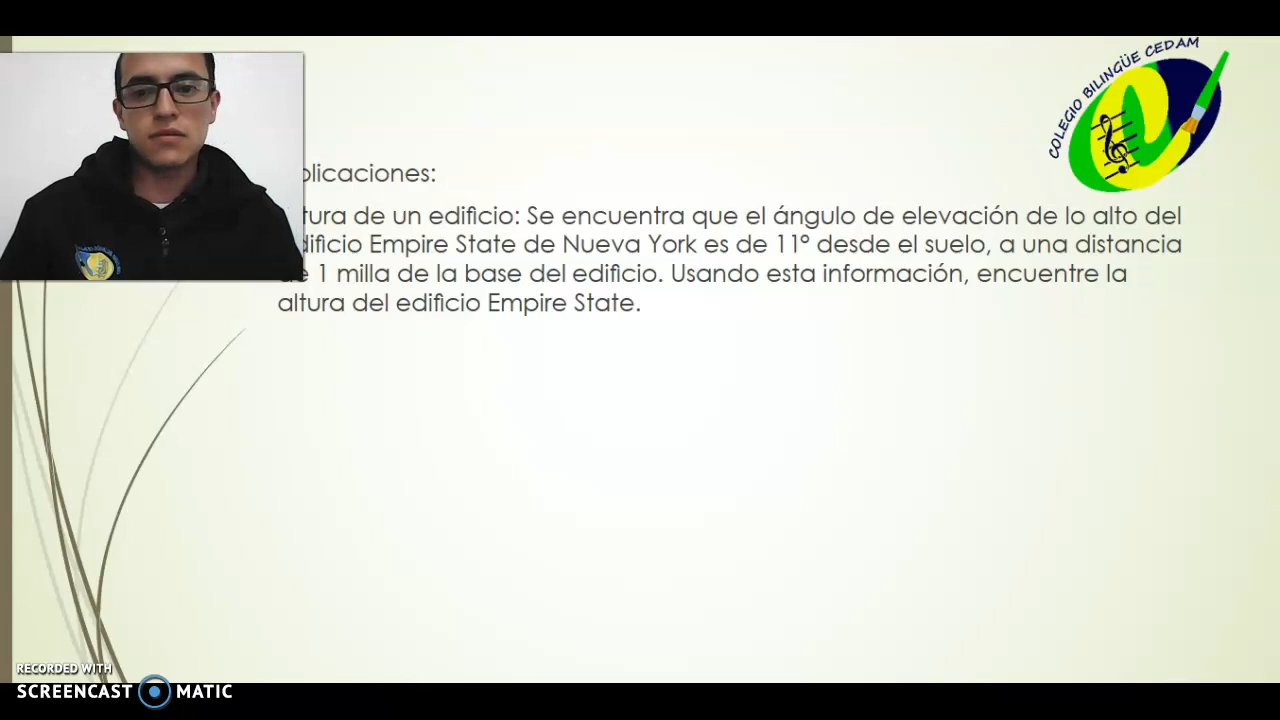 COLEGIO BILINGÜE CEDAM
plicaciones:
tura de un edificio: Se encuentra que el ángulo de elevación de lo alto del
dificio Empire State de Nueva York es de 11° desde el suelo, a una distancia
de 1 milla de la base del edificio. Usando esta información, encuentre la
altura del edificio Empire State.
RECORDED WITH
SCREENCAST MATIC